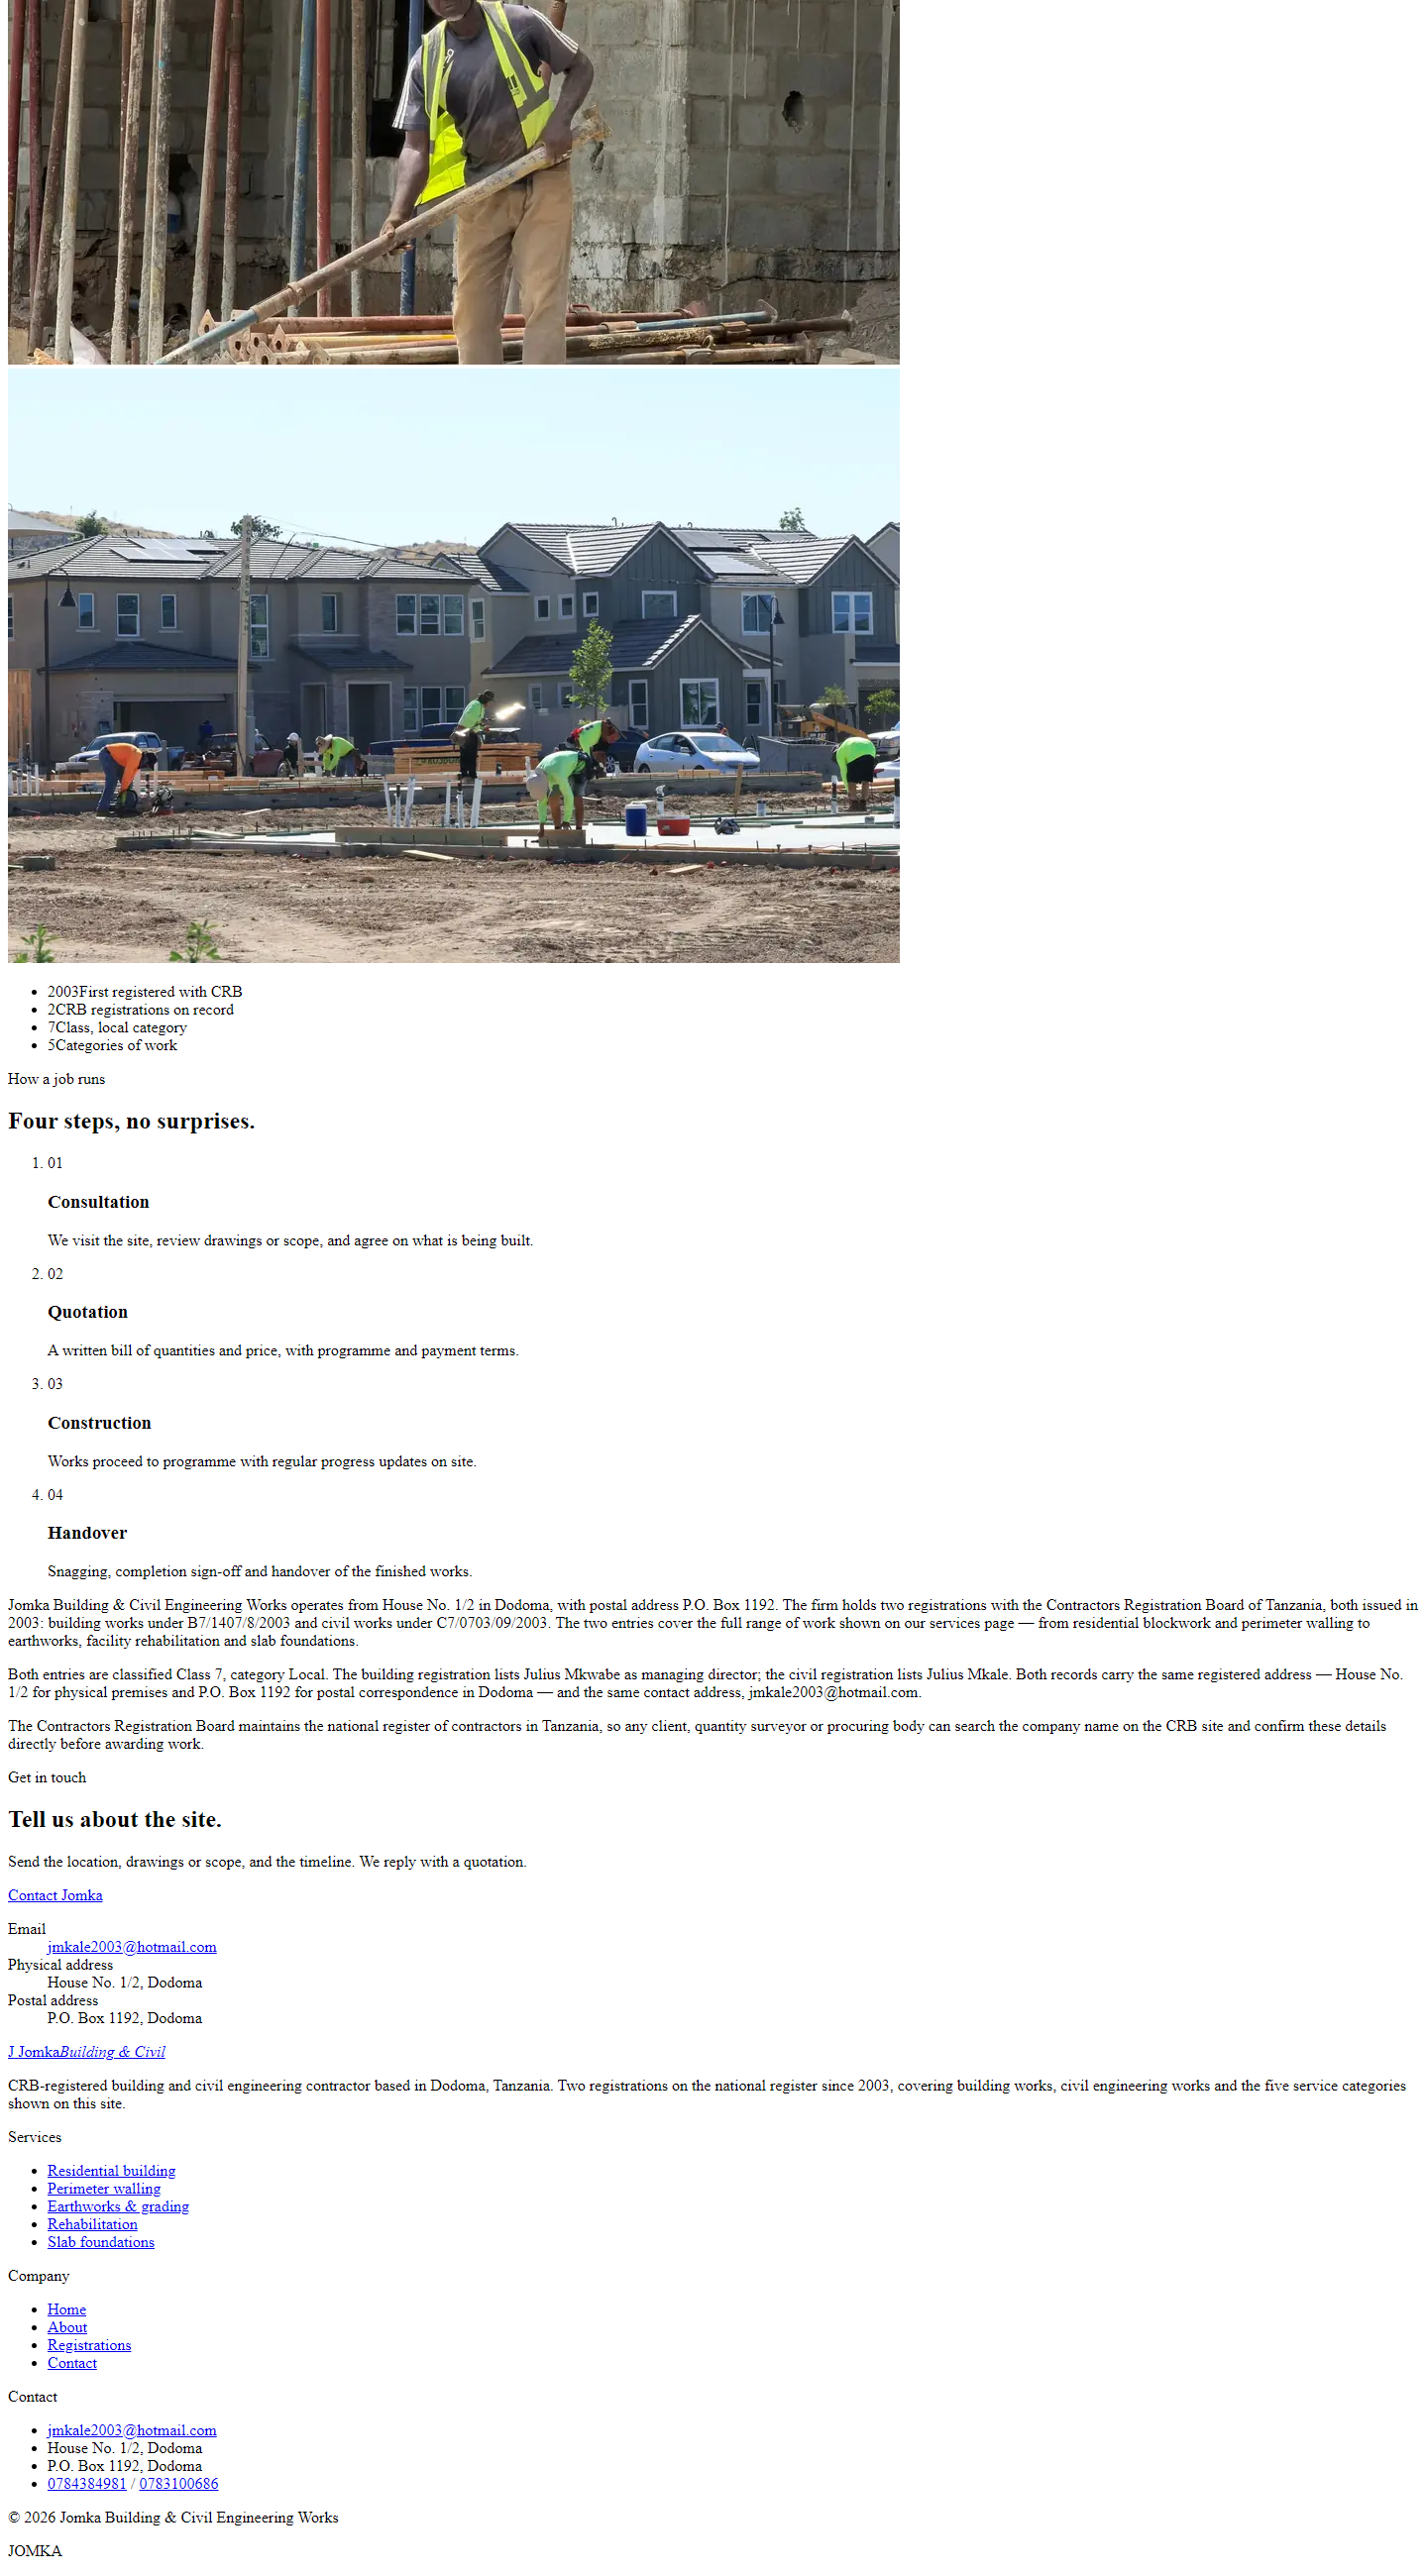 2003First registered with CRB
2CRB registrations on record
7Class, local category
5Categories of work
How a job runs
Four steps, no surprises.
1. 01
Consultation
We visit the site, review drawings or scope, and agree on what is being built.
2. 02
Quotation
A written bill of quantities and price, with programme and payment terms.
3. 03
Construction
Works proceed to programme with regular progress updates on site.
4. 04
Handover
Snagging, completion sign-off and handover of the finished works.
Jomka Building & Civil Engineering Works operates from House No. 1/2 in Dodoma, with postal address P.O. Box 1192. The firm holds two registrations with the Contractors Registration Board of Tanzania, both issued in
2003: building works under B7/1407/8/2003 and civil works under C7/0703/09/2003. The two entries cover the full range of work shown on our services page — from residential blockwork and perimeter walling to
earthworks, facility rehabilitation and slab foundations.
Both entries are classified Class 7, category Local. The building registration lists Julius Mkwabe as managing director; the civil registration lists Julius Mkale. Both records carry the same registered address — House No.
1/2 for physical premises and P.O. Box 1192 for postal correspondence in Dodoma — and the same contact address, jmkale2003@hotmail.com.
The Contractors Registration Board maintains the national register of contractors in Tanzania, so any client, quantity surveyor or procuring body can search the company name on the CRB site and confirm these details
directly before awarding work.
Get in touch
Tell us about the site.
Send the location, drawings or scope, and the timeline. We reply with a quotation.
Contact Jomka
Email
jmkale2003@hotmail.com
Physical address
House No. 1/2, Dodoma
Postal address
P.O. Box 1192, Dodoma
J JomkaBuilding & Civil
CRB-registered building and civil engineering contractor based in Dodoma, Tanzania. Two registrations on the national register since 2003, covering building works, civil engineering works and the five service categories
shown on this site.
Services
Residential building
Perimeter walling
Earthworks & grading
Rehabilitation
Slab foundations
Company
Home
About
Registrations
Contact
Contact
jmkale2003@hotmail.com
House No. 1/2, Dodoma
P.O. Box 1192, Dodoma
0784384981 / 0783100686
© 2026 Jomka Building & Civil Engineering Works
JOMKA